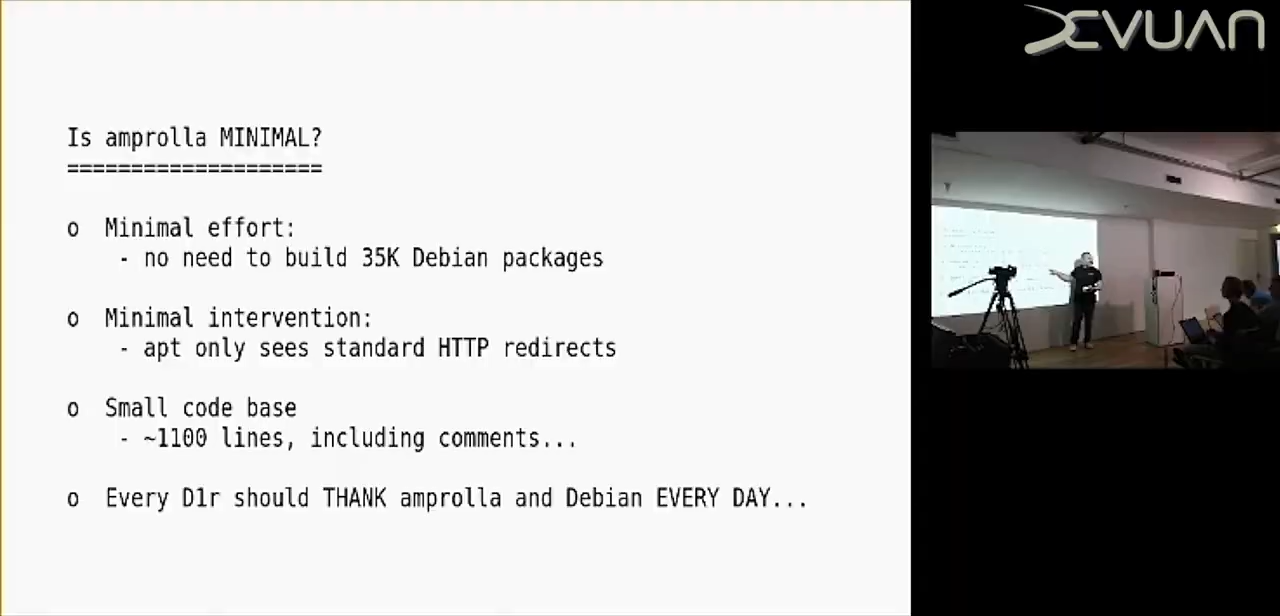 Is amprolla MINIMAL?
====================
o Minimal effort:
- no need to build 35K Debian packages
o Minimal intervention:
- apt only sees standard HTTP redirects
o Small code base
- ~1100 lines, including comments...
o Every D1r should THANK amprolla and Debian EVERY DAY...
DEVUAN